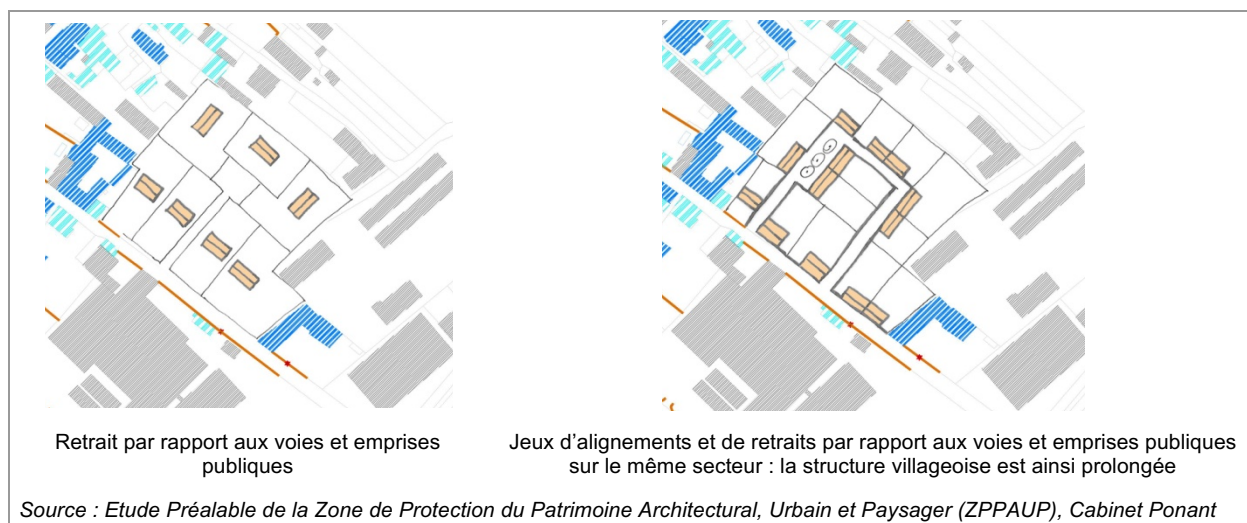 Retrait par rapport aux voies et emprises
publiques
Jeux d’alignements et de retraits par rapport aux voies et emprises publiques
sur le même secteur : la structure villageoise est ainsi prolongée
Source : Etude Préalable de la Zone de Protection du Patrimoine Architectural, Urbain et Paysager (ZPPAUP), Cabinet Ponant